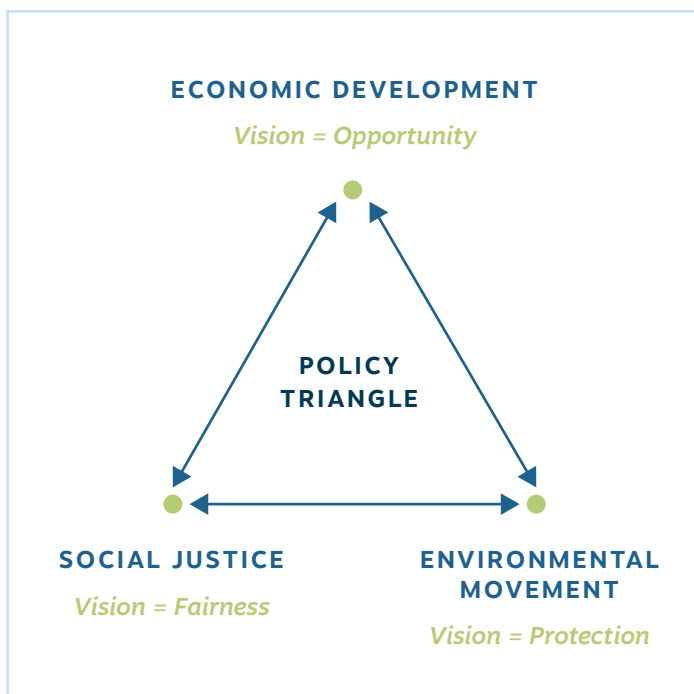 ECONOMIC DEVELOPMENT
Vision = Opportunity
POLICY
TRIANGLE
SOCIAL JUSTICE
Vision = Fairness
ENVIRONMENTAL
MOVEMENT
Vision = Protection